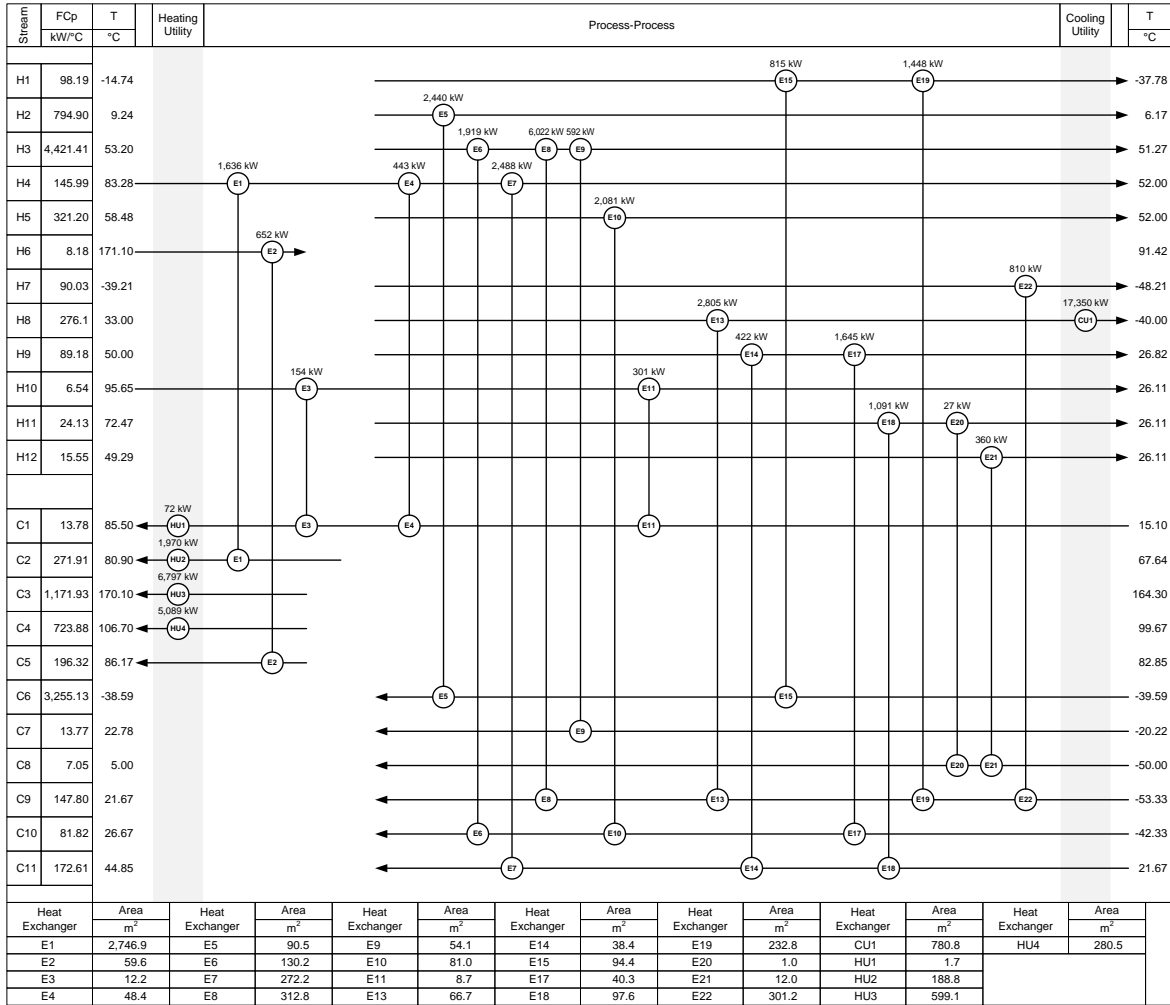 Stream FCp T Heating Utility Process-Process Cooling Utility T
kW/°C °C °C
815 kW 1,448 kW
H1 98.19 -14.74 E15 E19 -37.78
2,440 kW
H2 794.90 9.24 E5 6.17
1,919 kW 6,022 kW 592 kW
H3 4,421.41 53.20 E6 E8 E9 51.27
1,636 kW 443 kW 2,488 kW
H4 145.99 83.28 E1 E4 E7 52.00
2,081 kW
H5 321.20 58.48 E10 52.00
652 kW
H6 8.18 171.10 E2 91.42
810 kW
H7 90.03 -39.21 E22 -48.21
2,805 kW 17,350 kW
H8 276.1 33.00 E13 CU1 -40.00
422 kW 1,645 kW
H9 89.18 50.00 E14 E17 26.82
154 kW 301 kW
H10 6.54 95.65 E3 E11 26.11
1,091 kW 27 kW
H11 24.13 72.47 E18 E20 26.11
360 kW
H12 15.55 49.29 E21 26.11
72 kW
C1 13.78 85.50 HU1 E3 E4 E11 15.10
1,970 kW
C2 271.91 80.90 HU2 E1 67.64
6,797 kW
C3 1,171.93 170.10 HU3 164.30
5,089 kW
C4 723.88 106.70 HU4 99.67
C5 196.32 86.17 E2 82.85
C6 3,255.13 -38.59 E5 E15 -39.59
C7 13.77 22.78 E9 -20.22
C8 7.05 5.00 E20 E21 -50.00
C9 147.80 21.67 E8 E13 E19 E22 -53.33
C10 81.82 26.67 E6 E10 E17 -42.33
C11 172.61 44.85 E7 E14 E18 21.67
Heat Exchanger Area m² Heat Exchanger Area m² Heat Exchanger Area m² Heat Exchanger Area m² Heat Exchanger Area m² Heat Exchanger Area m² Heat Exchanger Area m²
E1 2,746.9 E5 90.5 E9 54.1 E14 38.4 E19 232.8 CU1 780.8 HU4 280.5
E2 59.6 E6 130.2 E10 81.0 E15 94.4 E20 1.0 HU1 1.7
E3 12.2 E7 272.2 E11 8.7 E17 40.3 E21 12.0 HU2 188.8
E4 48.4 E8 312.8 E13 66.7 E18 97.6 E22 301.2 HU3 599.1